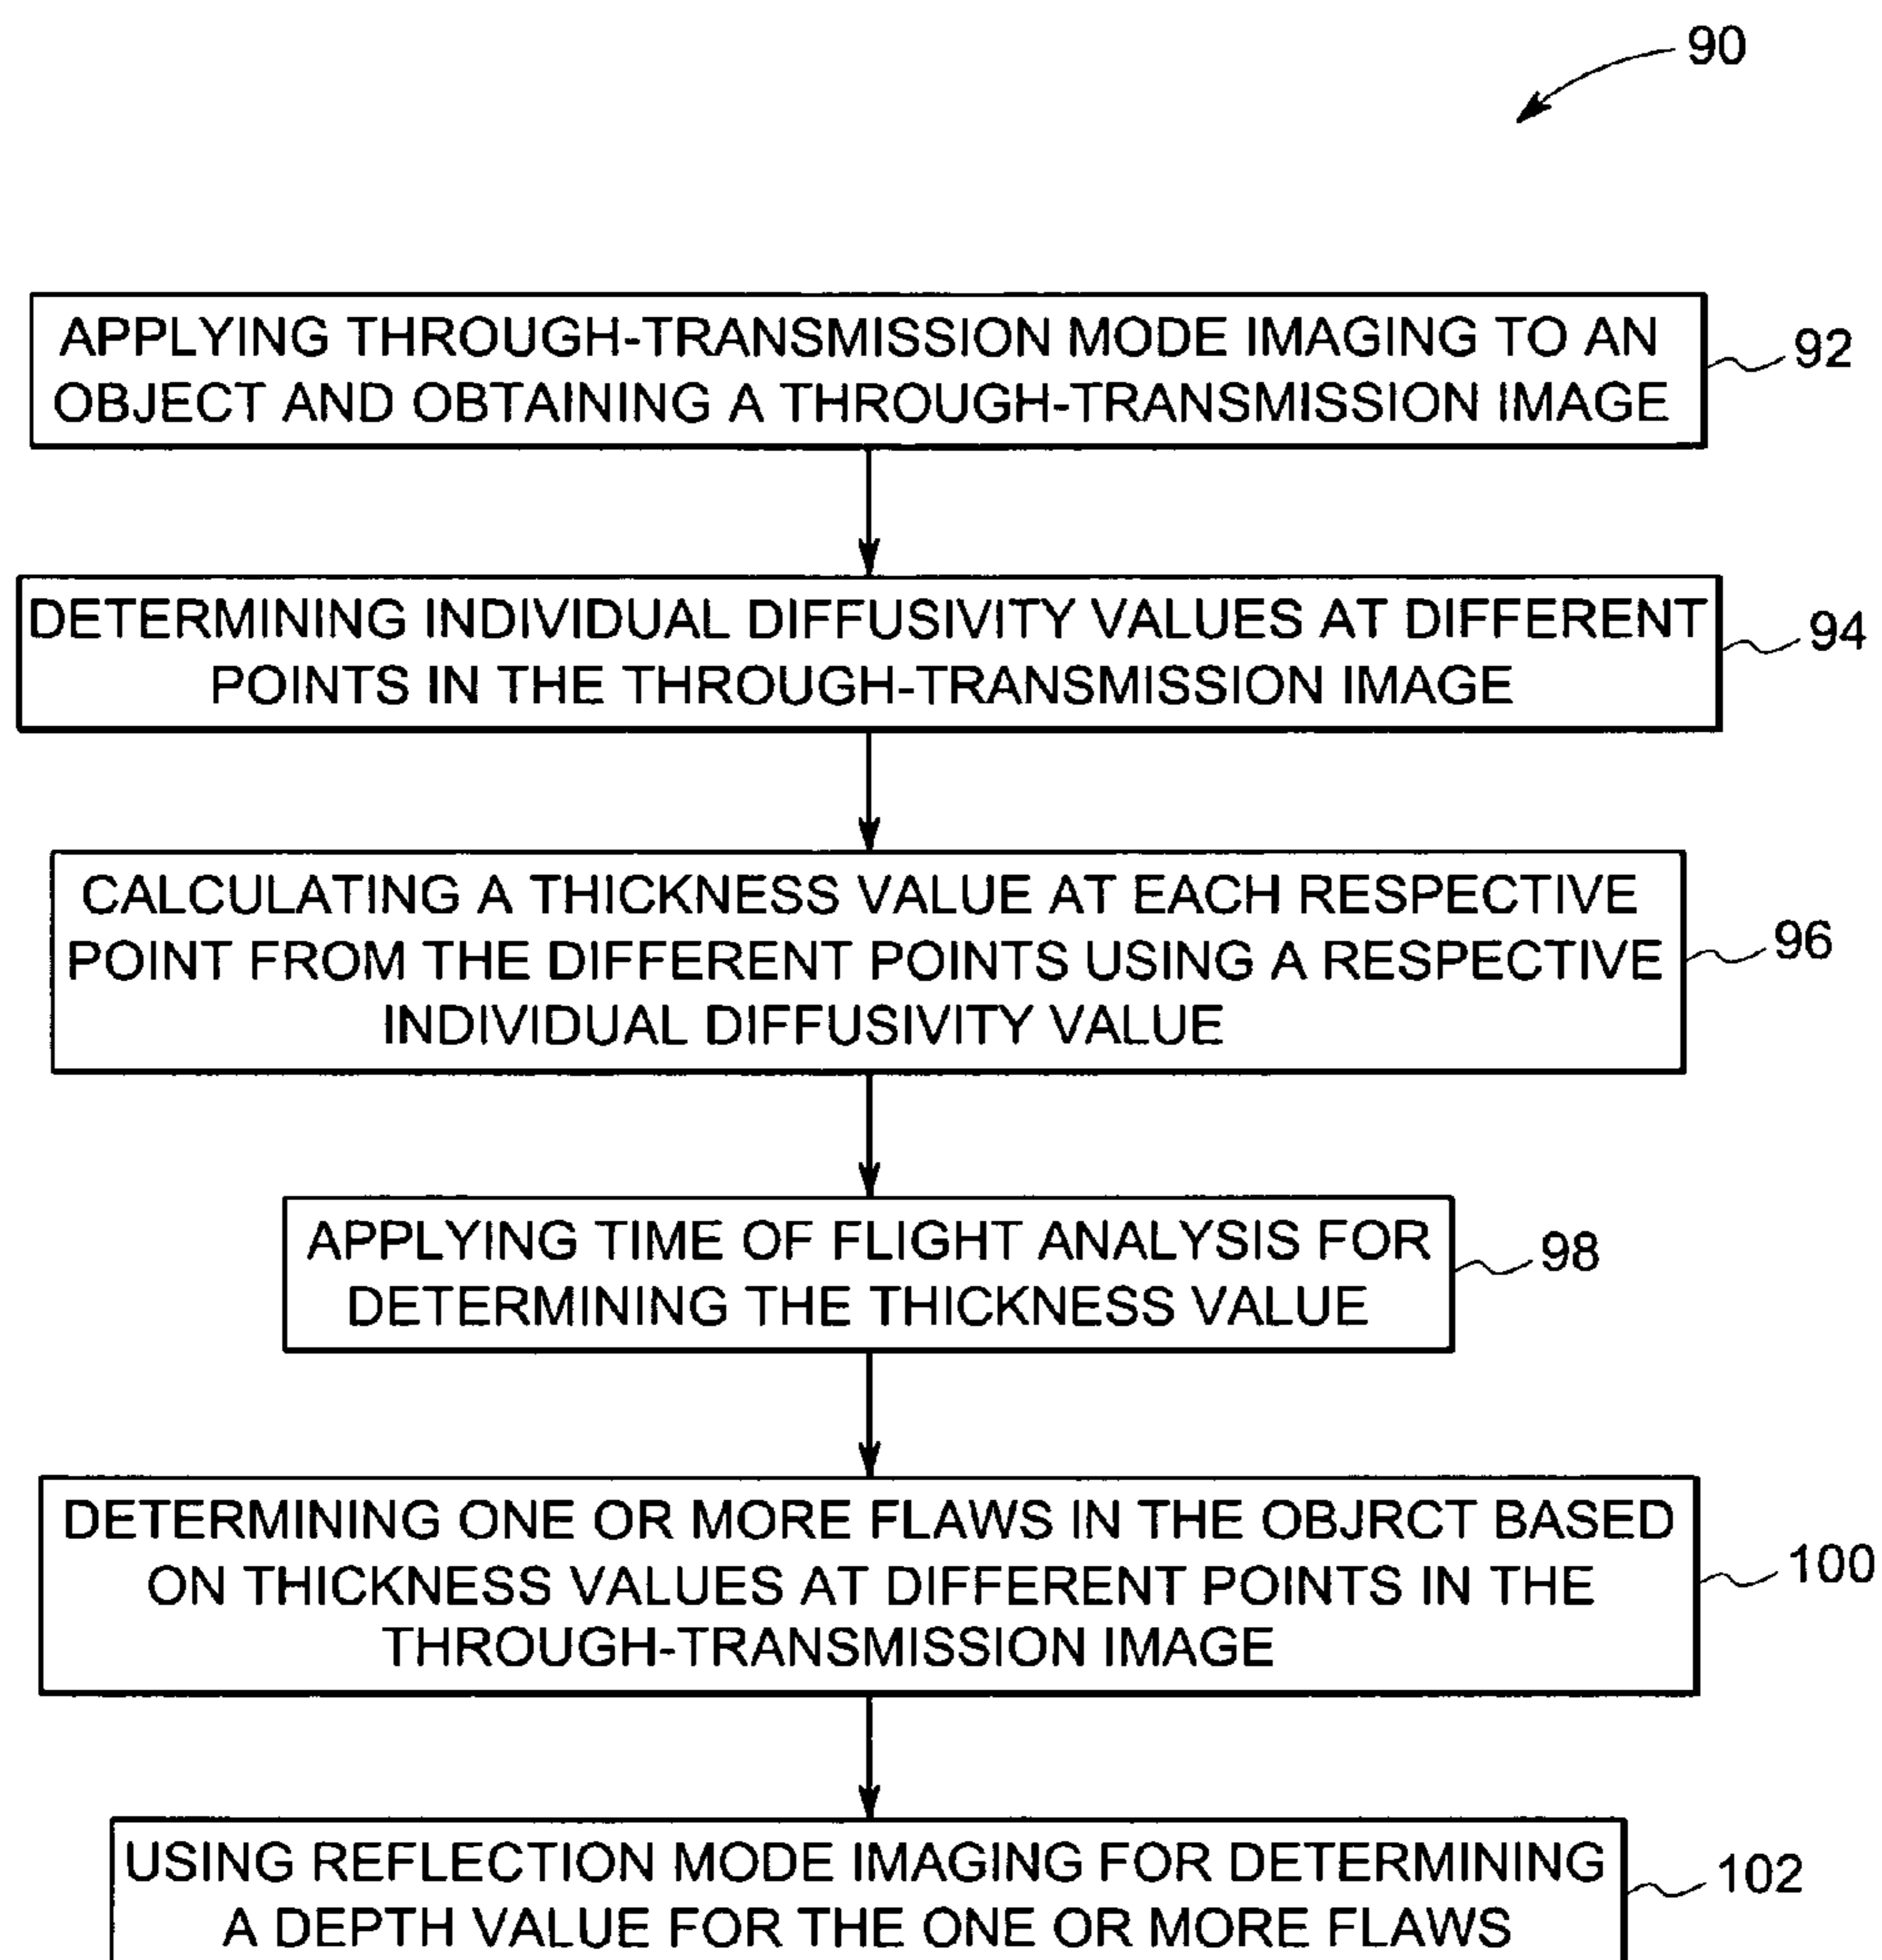 90
APPLYING THROUGH-TRANSMISSION MODE IMAGING TO AN
OBJECT AND OBTAINING A THROUGH-TRANSMISSION IMAGE
92
DETERMINING INDIVIDUAL DIFFUSIVITY VALUES AT DIFFERENT
POINTS IN THE THROUGH-TRANSMISSION IMAGE
94
CALCULATING A THICKNESS VALUE AT EACH RESPECTIVE
POINT FROM THE DIFFERENT POINTS USING A RESPECTIVE
INDIVIDUAL DIFFUSIVITY VALUE
96
APPLYING TIME OF FLIGHT ANALYSIS FOR
DETERMINING THE THICKNESS VALUE
98
DETERMINING ONE OR MORE FLAWS IN THE OBJRCT BASED
ON THICKNESS VALUES AT DIFFERENT POINTS IN THE
THROUGH-TRANSMISSION IMAGE
100
USING REFLECTION MODE IMAGING FOR DETERMINING
A DEPTH VALUE FOR THE ONE OR MORE FLAWS
102